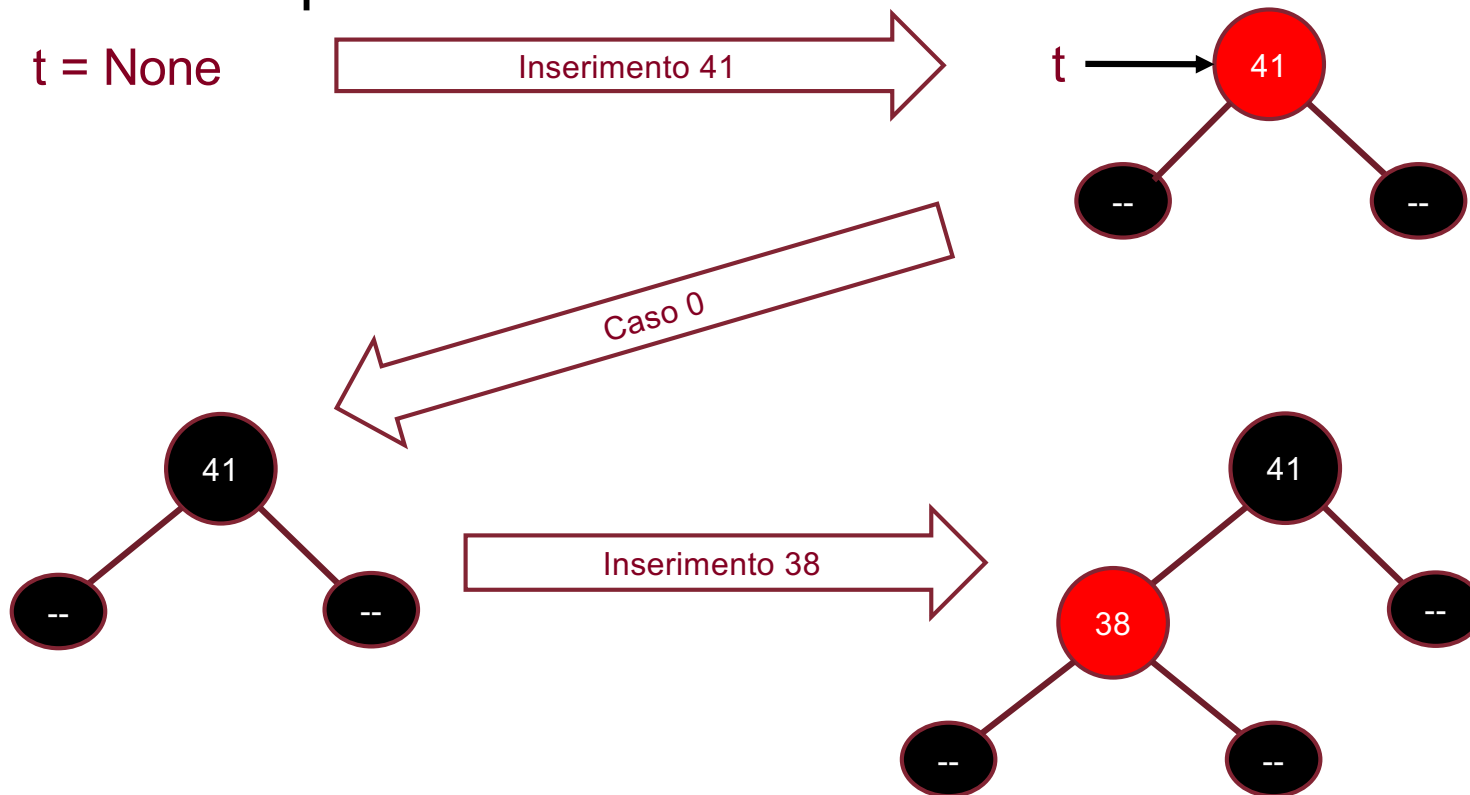 t = None
Inserimento 41
t
41
--
--
Caso 0
41
--
--
Inserimento 38
41
38
--
--
--